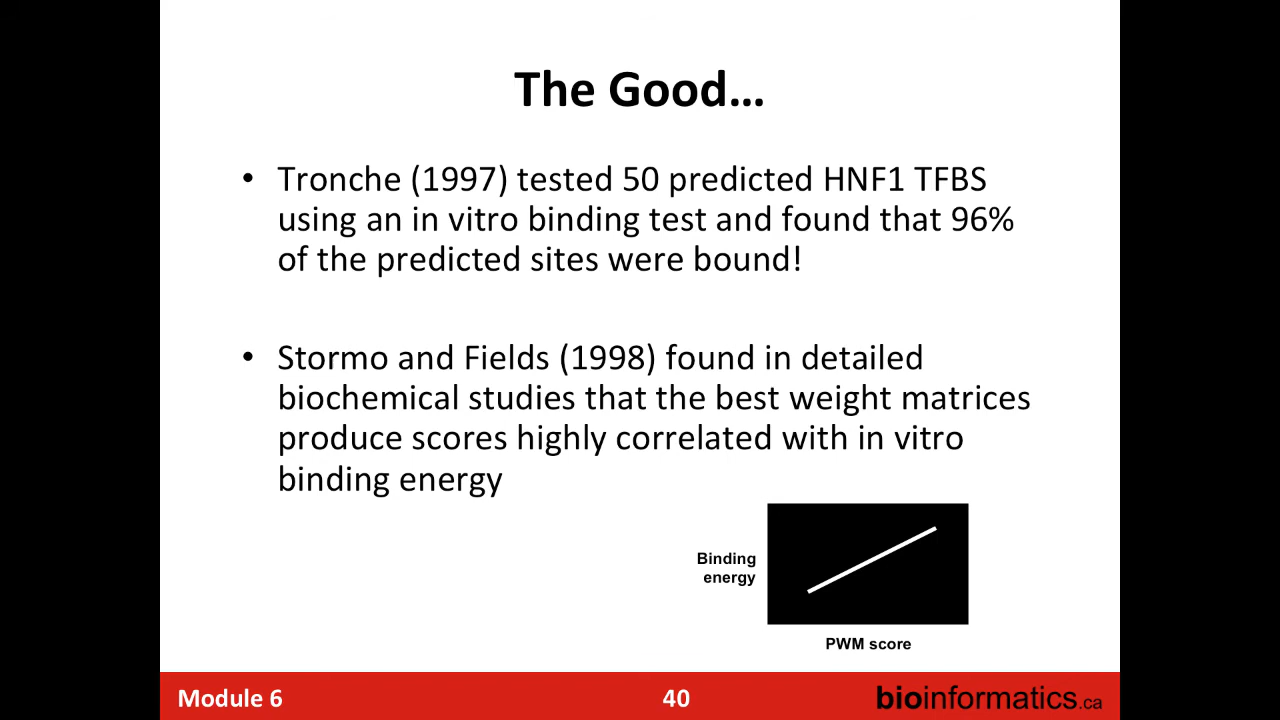 The Good…
• Tronche (1997) tested 50 predicted HNF1 TFBS
using an in vitro binding test and found that 96%
of the predicted sites were bound!
• Stormo and Fields (1998) found in detailed
biochemical studies that the best weight matrices
produce scores highly correlated with in vitro
binding energy
Binding
energy
PWM score
Module 6
40
bioinformatics.ca